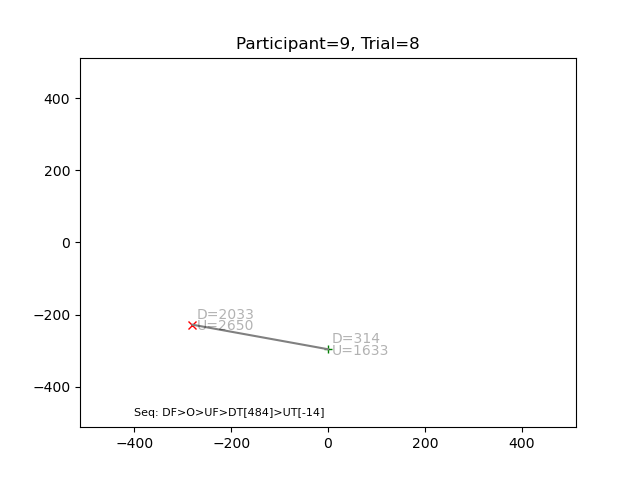 Participant=9, Trial=8
400
200
0
−200
−400
D=2033
U=2650
D=314
U=1633
Seq: DF>O>UF>DT[484]>UT[-14]
−400
−200
0
200
400